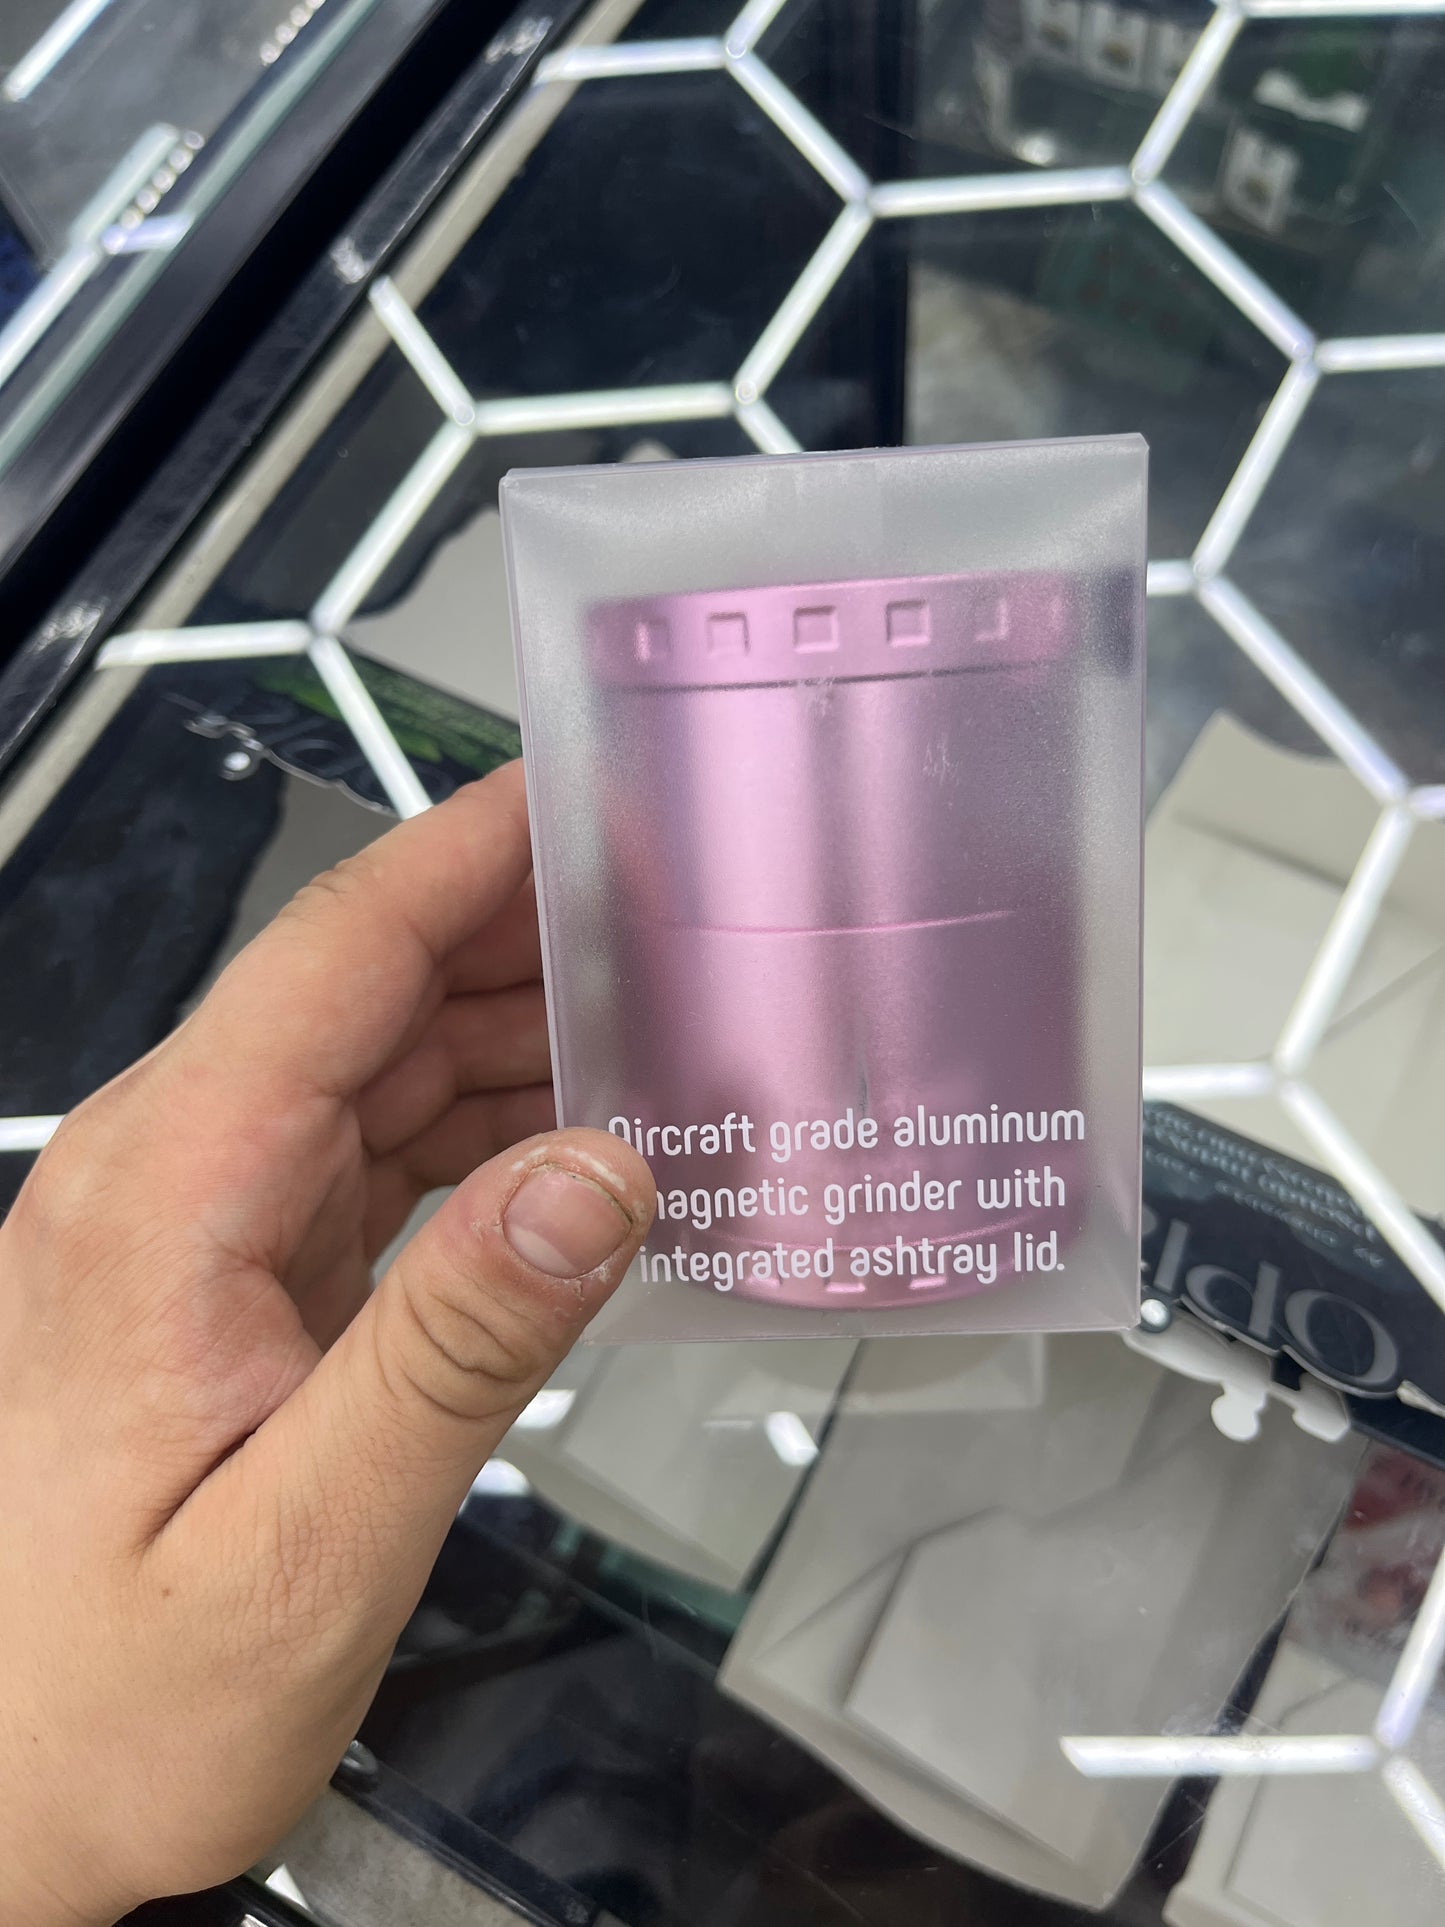 Aircraft grade aluminum
magnetic grinder with
integrated ashtray lid.